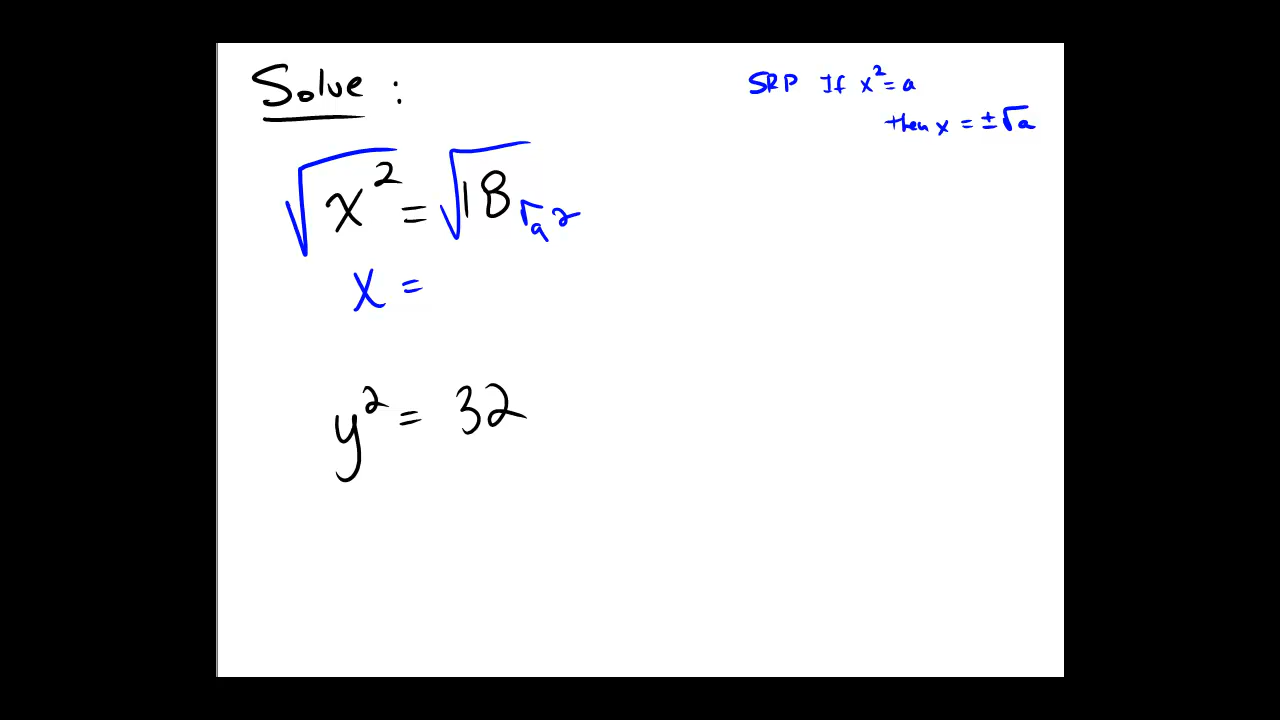 Solve :
SRP If x² = a
then x = ±√a
√x² = √18 √9 2
x =
y² = 32